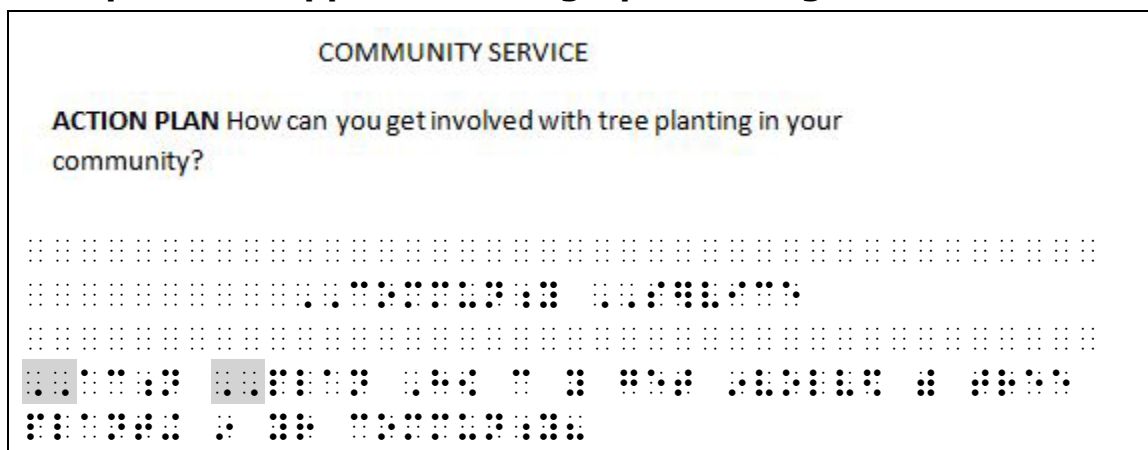 COMMUNITY SERVICE
ACTION PLAN How can you get involved with tree planting in your
community?
⠠⠠⠉⠕⠍⠍⠥⠝⠰⠽ ⠠⠠⠎⠻⠧⠊⠉⠑
⠠⠠⠁⠉⠰⠝ ⠠⠠⠏⠇⠁⠝ ⠠⠓⠪ ⠉ ⠽ ⠛⠑⠞ ⠔⠧⠕⠇⠧⠫ ⠾ ⠞⠗⠑⠑
⠏⠇⠁⠝⠞⠬ ⠔ ⠽⠗ ⠉⠕⠍⠍⠥⠝⠰⠽⠦